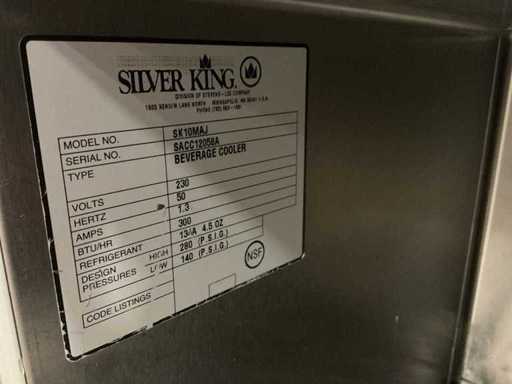 SILVER KING.
DIVISION OF STEVENS - LEE COMPANY
1600 XENIUM LANE NORTH MINNEAPOLIS, MN 55441 U.S.A.
PHONE
MODEL NO. SK10MAJ
SERIAL NO. SACC12058A
TYPE BEVERAGE COOLER
VOLTS 230
HERTZ 50
AMPS 1.3
BTU/HR 300
REFRIGERANT 134A 4.5 OZ
DESIGN PRESSURES HIGH 280 (P.S.I.G.)
LOW 140 (P.S.I.G.)
CODE LISTINGS
NSF